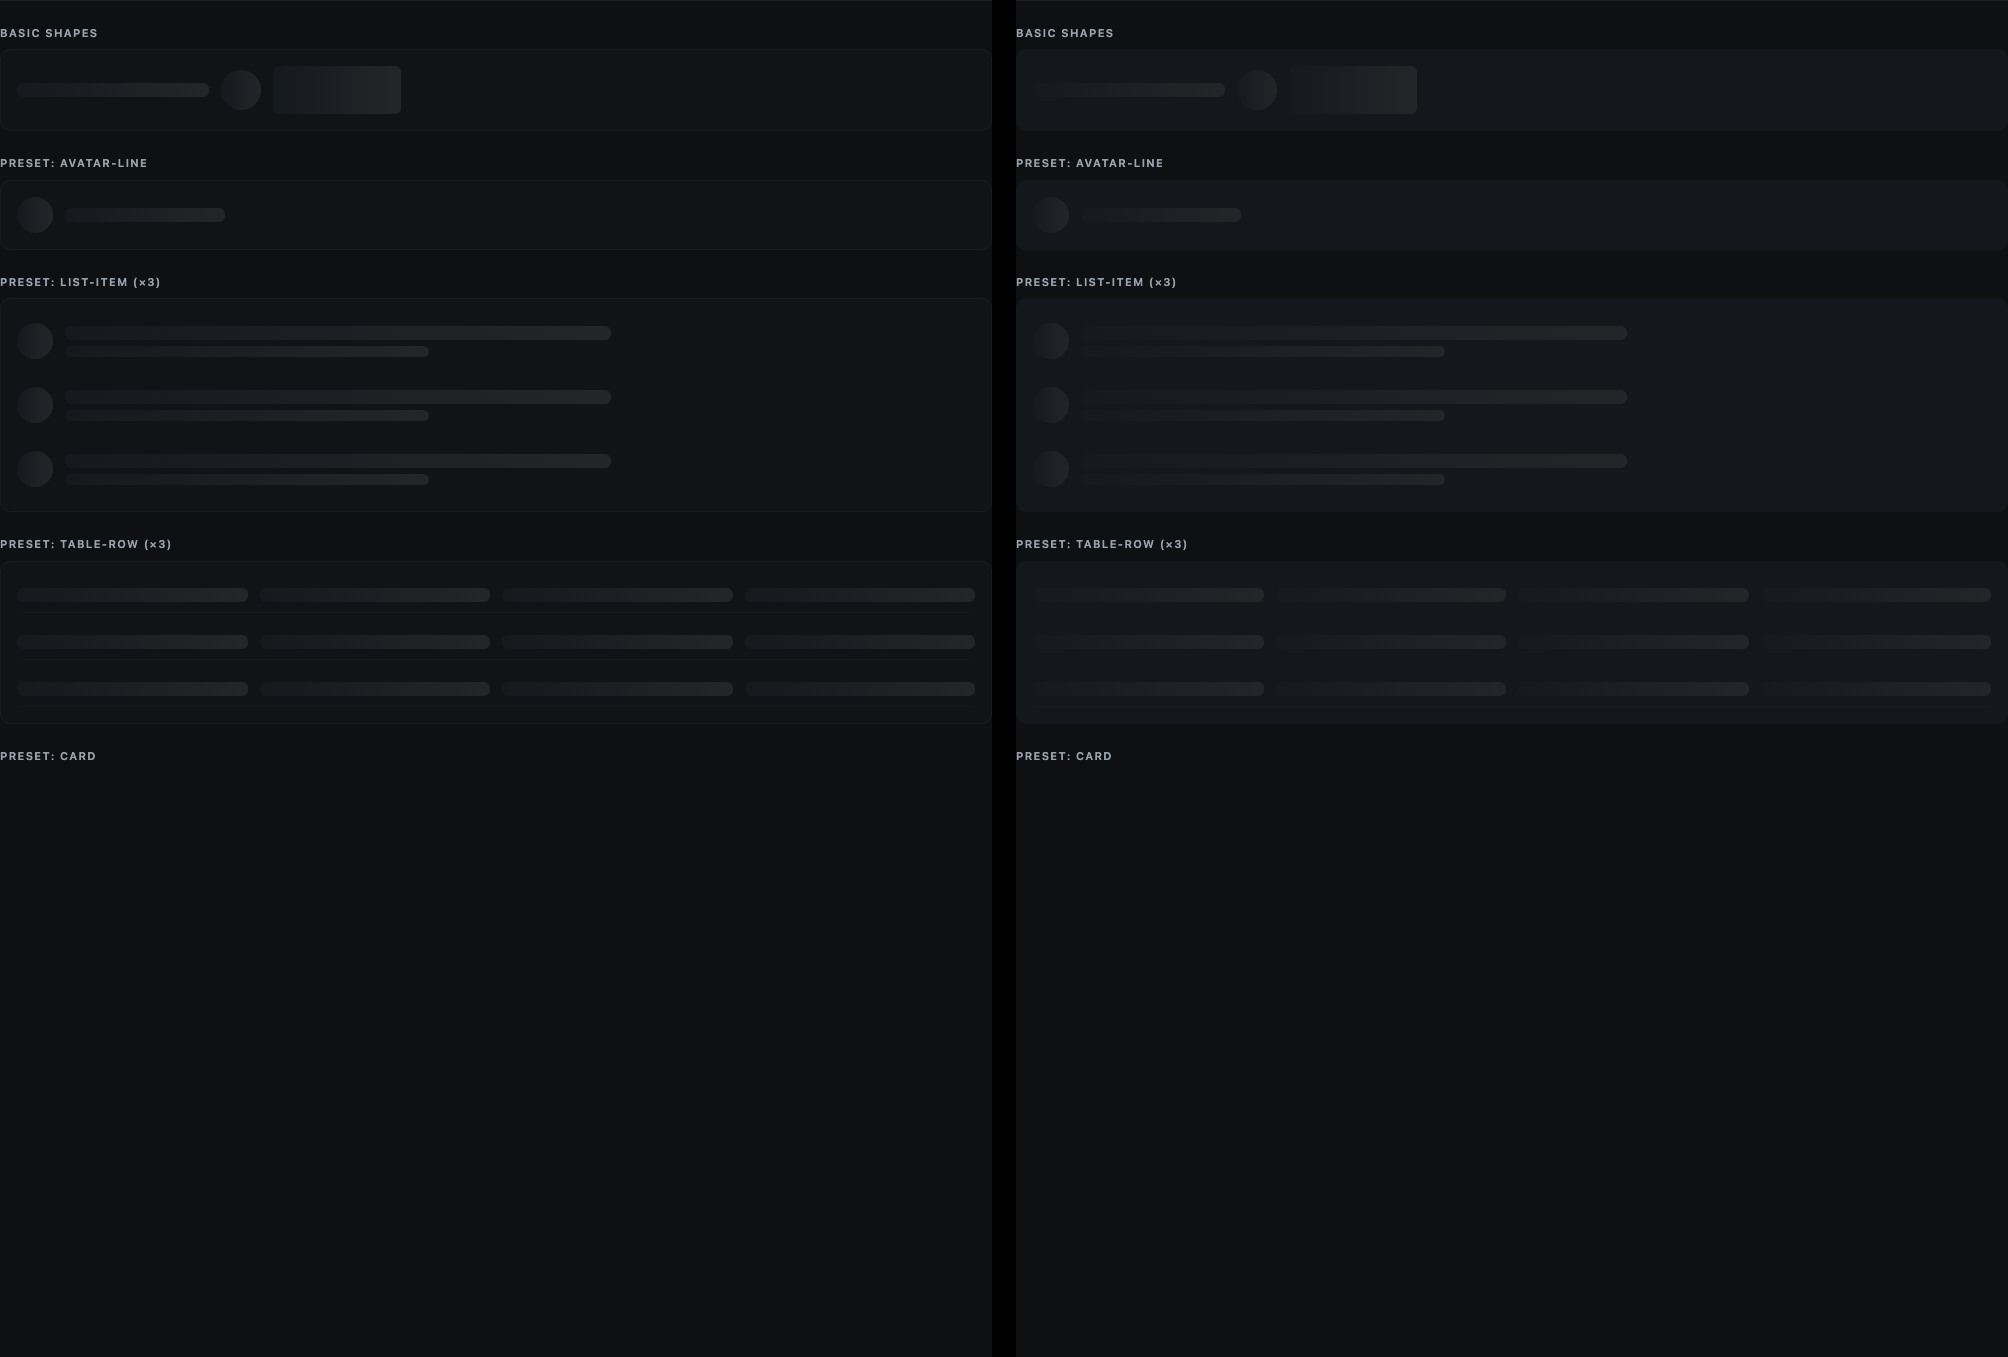 BASIC SHAPES
PRESET: AVATAR-LINE
PRESET: LIST-ITEM (×3)
PRESET: TABLE-ROW (×3)
PRESET: CARD
BASIC SHAPES
PRESET: AVATAR-LINE
PRESET: LIST-ITEM (×3)
PRESET: TABLE-ROW (×3)
PRESET: CARD